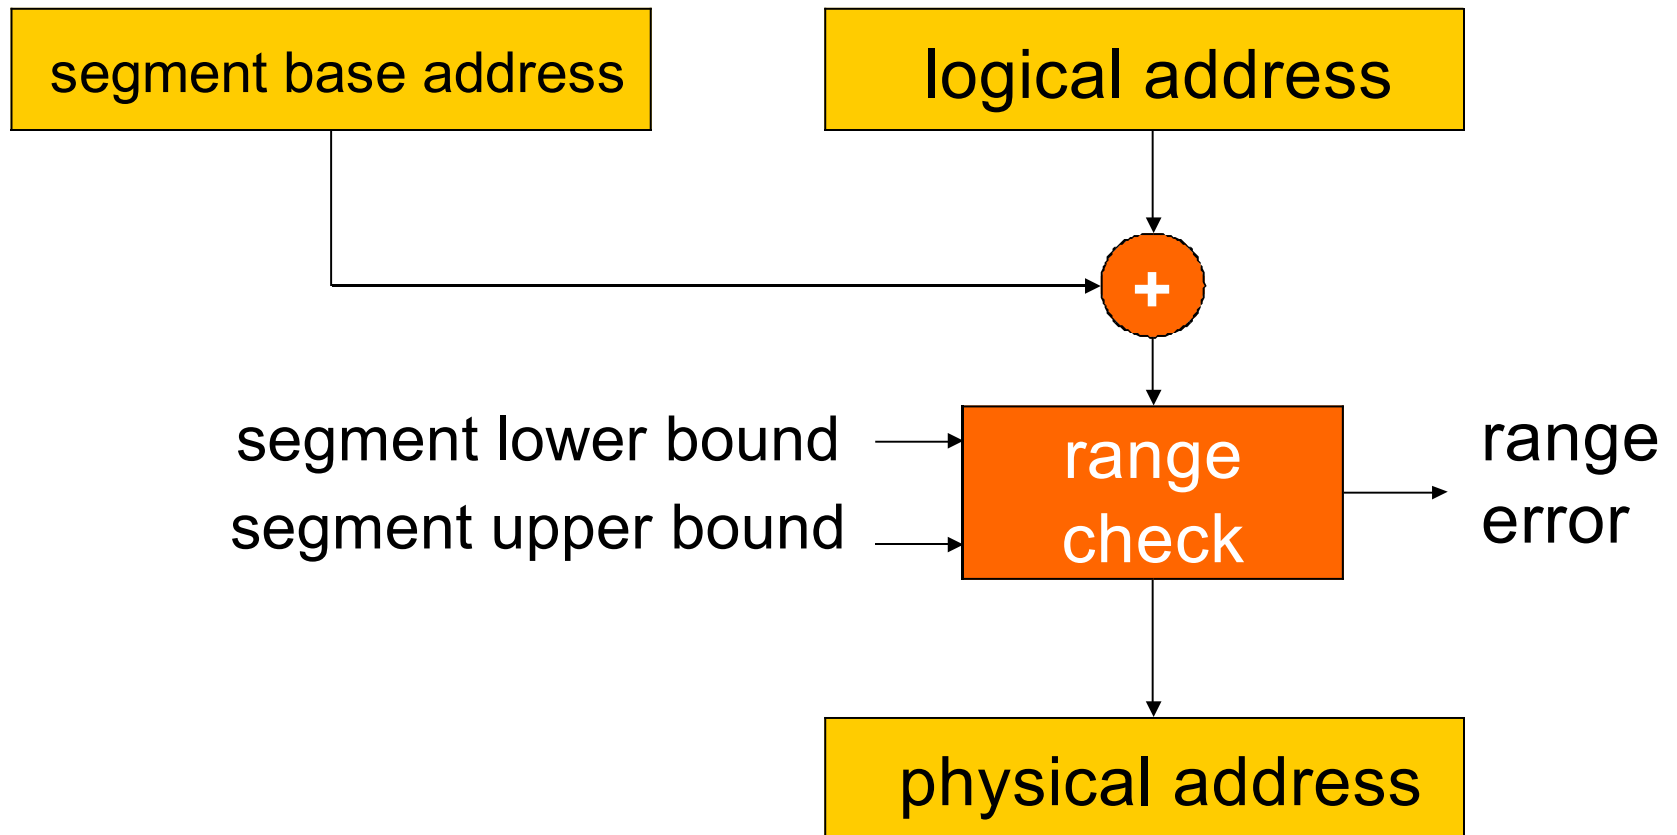 segment base address
logical address
+
segment lower bound
segment upper bound
range
check
range
error
physical address